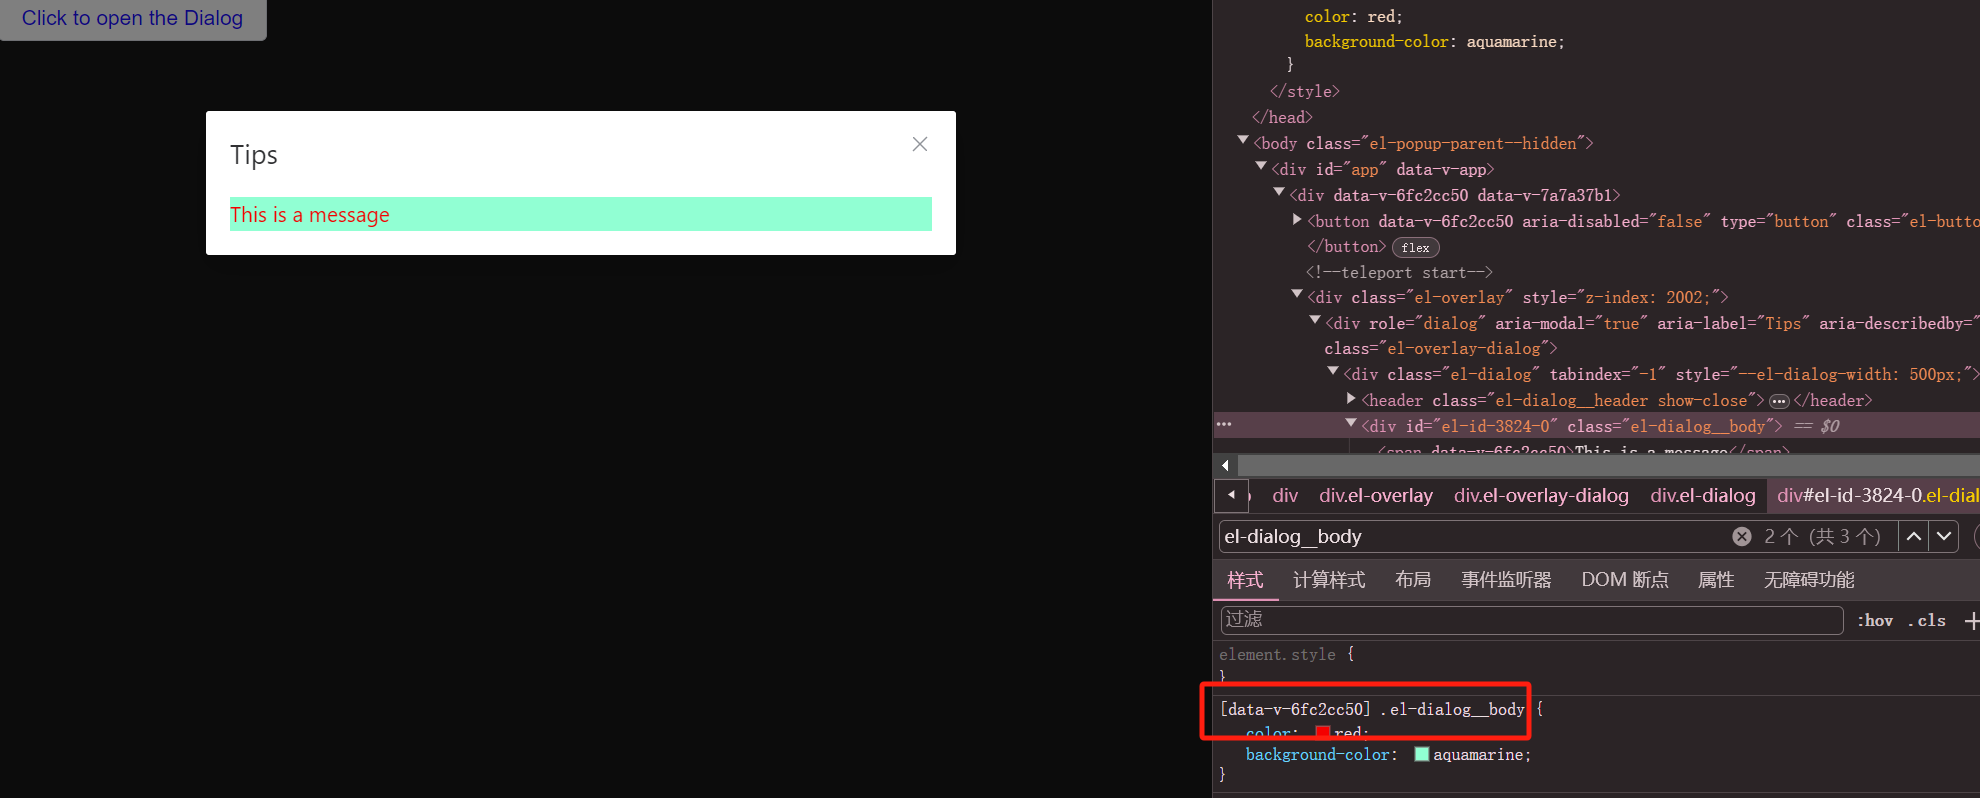 Click to open the Dialog
Tips
This is a message
color: red;
background-color: aquamarine;
}
</style>
</head>
<body class="el-popup-parent--hidden">
<div id="app" data-v-app>
<div data-v-6fc2cc50 data-v-7a7a37b1>
<button data-v-6fc2cc50 aria-disabled="false" type="button" class="el-butto
</button> flex
<!--teleport start-->
<div class="el-overlay" style="z-index: 2002;">
<div role="dialog" aria-modal="true" aria-label="Tips" aria-describedby="
class="el-overlay-dialog">
<div class="el-dialog" tabindex="-1" style="--el-dialog-width: 500px;">
<header class="el-dialog__header show-close"> … </header>
… <div id="el-id-3824-0" class="el-dialog__body"> == $0
<span data-v-6fc2cc50>This is a message</span>
div div.el-overlay div.el-overlay-dialog div.el-dialog div#el-id-3824-0.el-dial
el-dialog__body 2 个 (共 3 个)
样式 计算样式 布局 事件监听器 DOM 断点 属性 无障碍功能
过滤 :hov .cls +
element.style {
}
[data-v-6fc2cc50] .el-dialog__body {
color: red;
background-color: aquamarine;
}